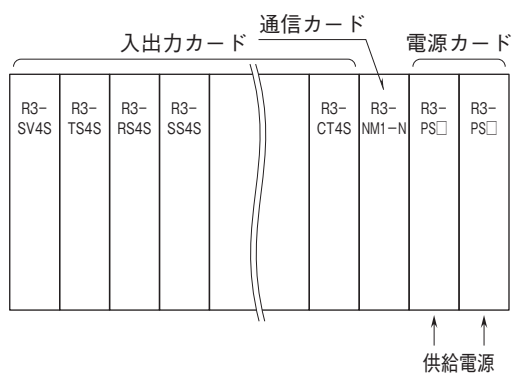 入出力カード
通信カード
電源カード
R3-
SV4S
R3-
TS4S
R3-
RS4S
R3-
SS4S
R3-
CT4S
R3-
NM1-N
R3-
PS□
R3-
PS□
供給電源